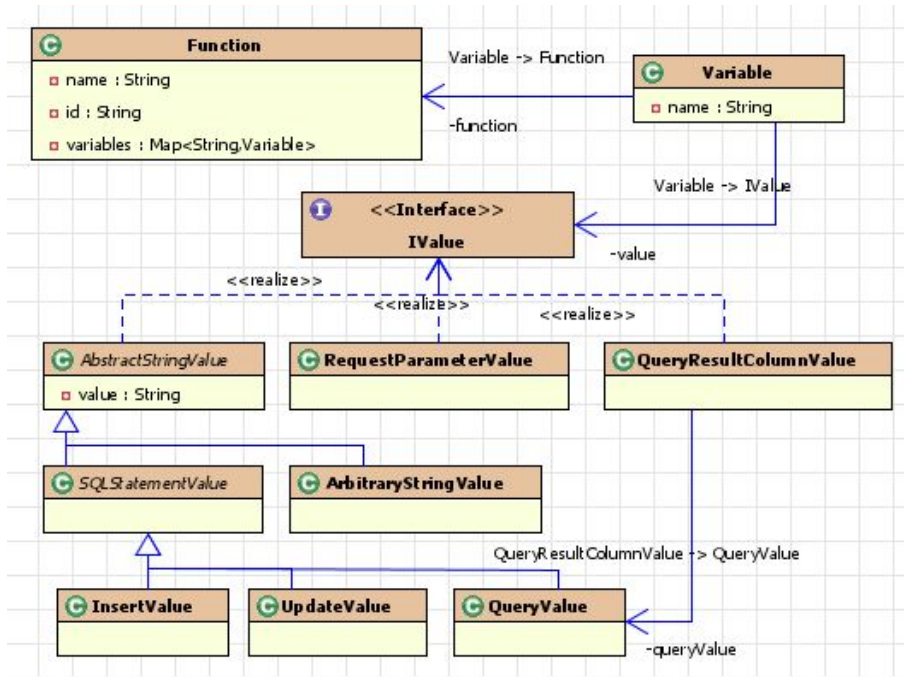 C Function
name : String
id : String
variables : Map<String,Variable>
Variable -> Function
-function
C Variable
name : String
Variable -> IValue
-value
I <<Interface>>
IValue
<<realize>>
<<realize>>
<<realize>>
C AbstractStringValue
value : String
C RequestParameterValue
C QueryResultColumnValue
C SQLStatementValue
C ArbitraryStringValue
QueryResultColumnValue -> QueryValue
C InsertValue
C UpdateValue
C QueryValue
-queryValue